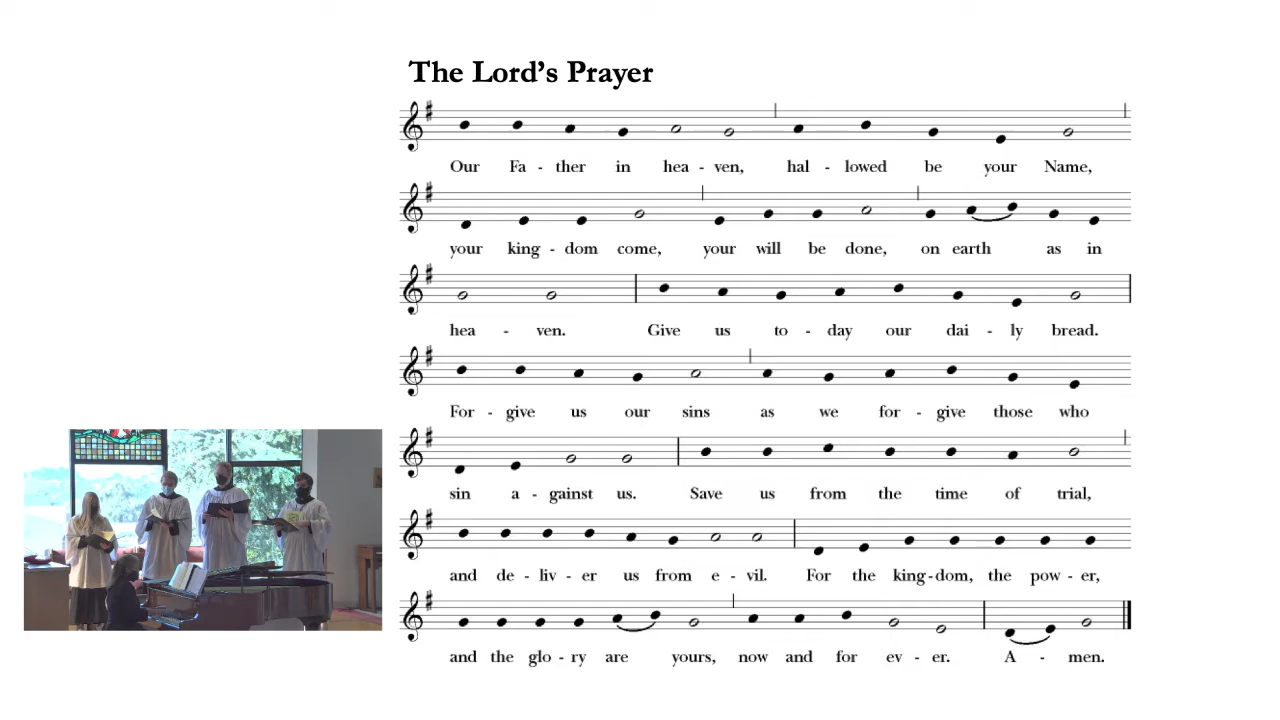 The Lord's Prayer
Our Fa - ther in hea - ven, hal - lowed be your Name,
your king - dom come, your will be done, on earth as in
hea - ven. Give us to - day our dai - ly bread.
For - give us our sins as we for - give those who
sin a - gainst us. Save us from the time of trial,
and de - liv - er us from e - vil. For the king - dom, the pow - er,
and the glo - ry are yours, now and for ev - er. A - men.